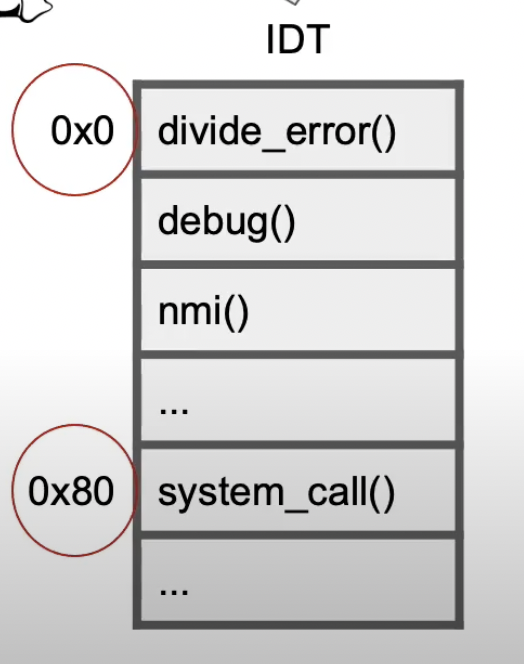 IDT
0x0 divide_error()
debug()
nmi()
...
0x80 system_call()
...